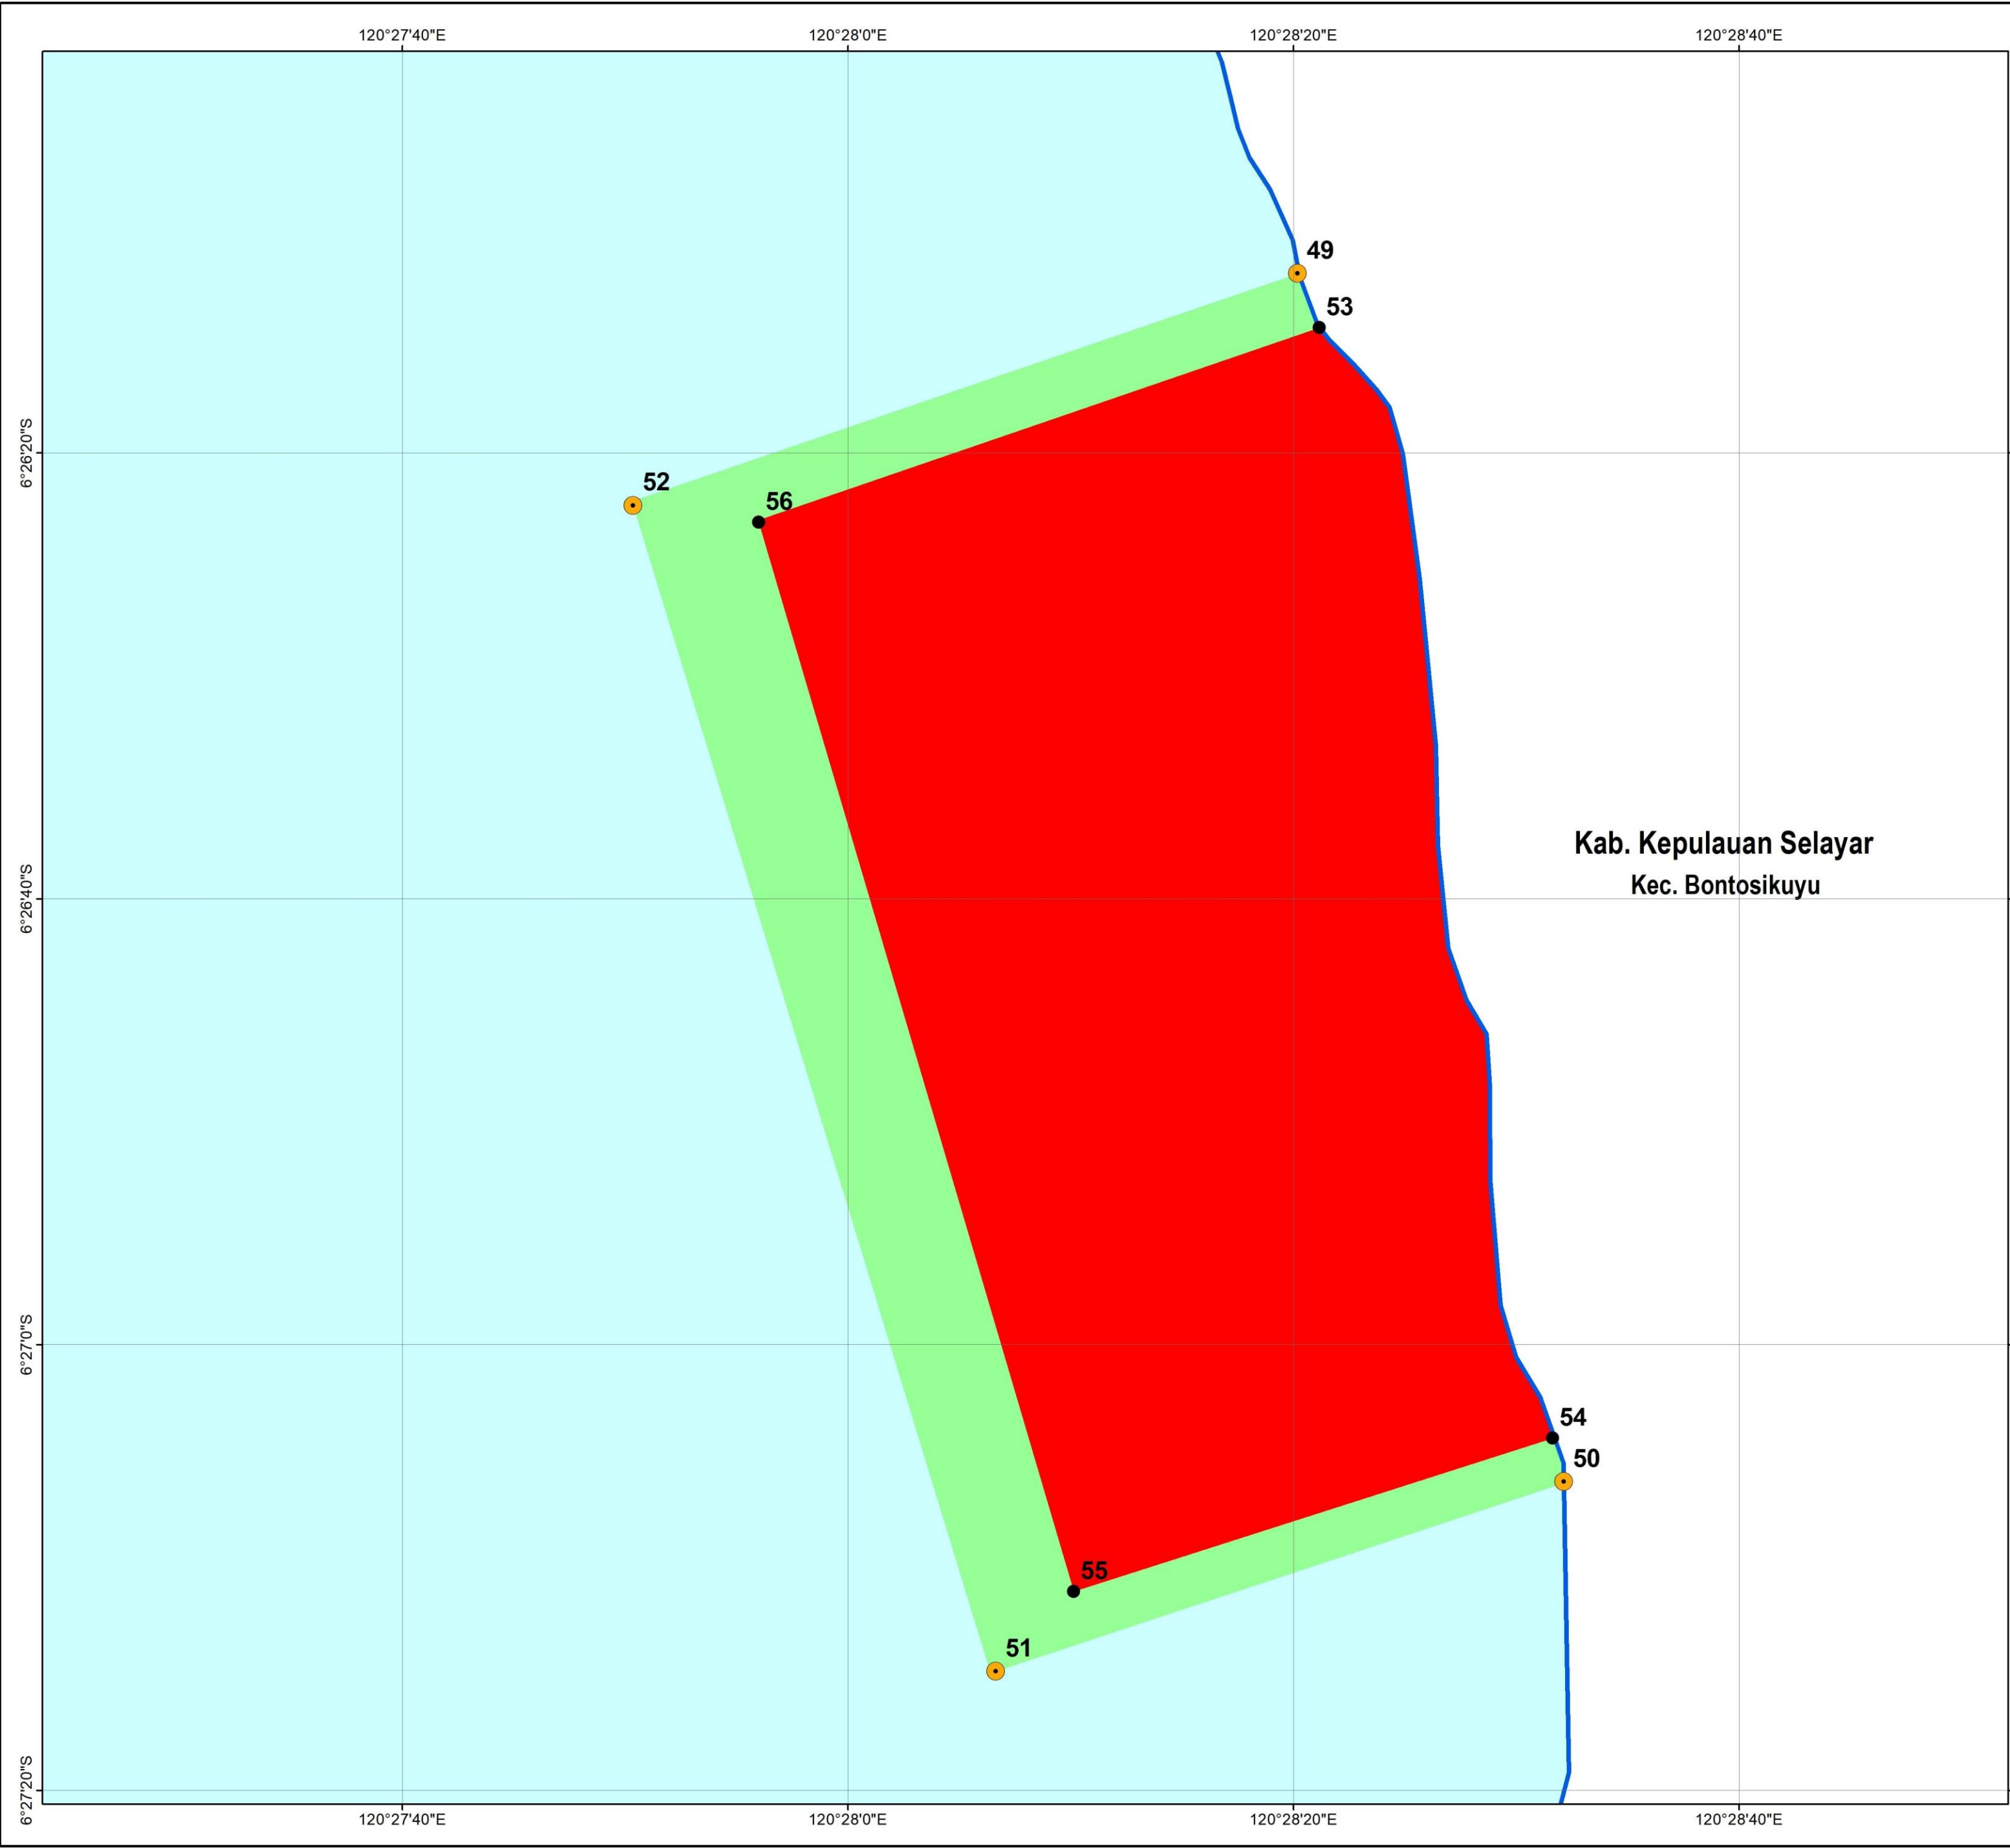 120°27'40"E 120°28'0"E 120°28'20"E 120°28'40"E
49
53
6°26'20"S
52
56
Kab. Kepulauan Selayar
6°26'40"S
Kec. Bontosikuyu
6°27'0"S
54
50
55
51
6°27'20"S
120°27'40"E 120°28'0"E 120°28'20"E 120°28'40"E